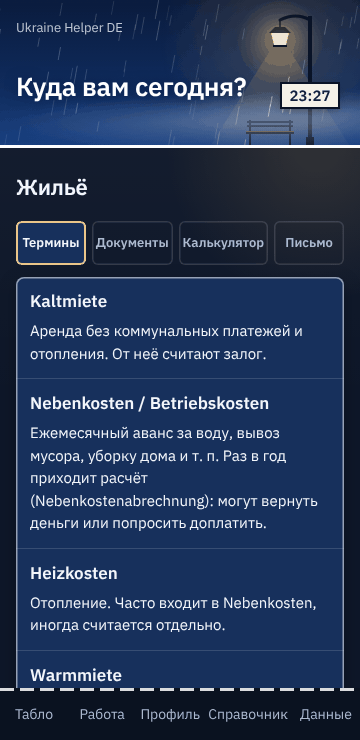 Ukraine Helper DE
Куда вам сегодня?
23:27
Жильё
Термины Документы Калькулятор Письмо
Kaltmiete
Аренда без коммунальных платежей и
отопления. От неё считают залог.
Nebenkosten / Betriebskosten
Ежемесячный аванс за воду, вывоз
мусора, уборку дома и т. п. Раз в год
приходит расчёт
(Nebenkostenabrechnung): могут вернуть
деньги или попросить доплатить.
Heizkosten
Отопление. Часто входит в Nebenkosten,
иногда считается отдельно.
Warmmiete
Табло Работа Профиль Справочник Данные